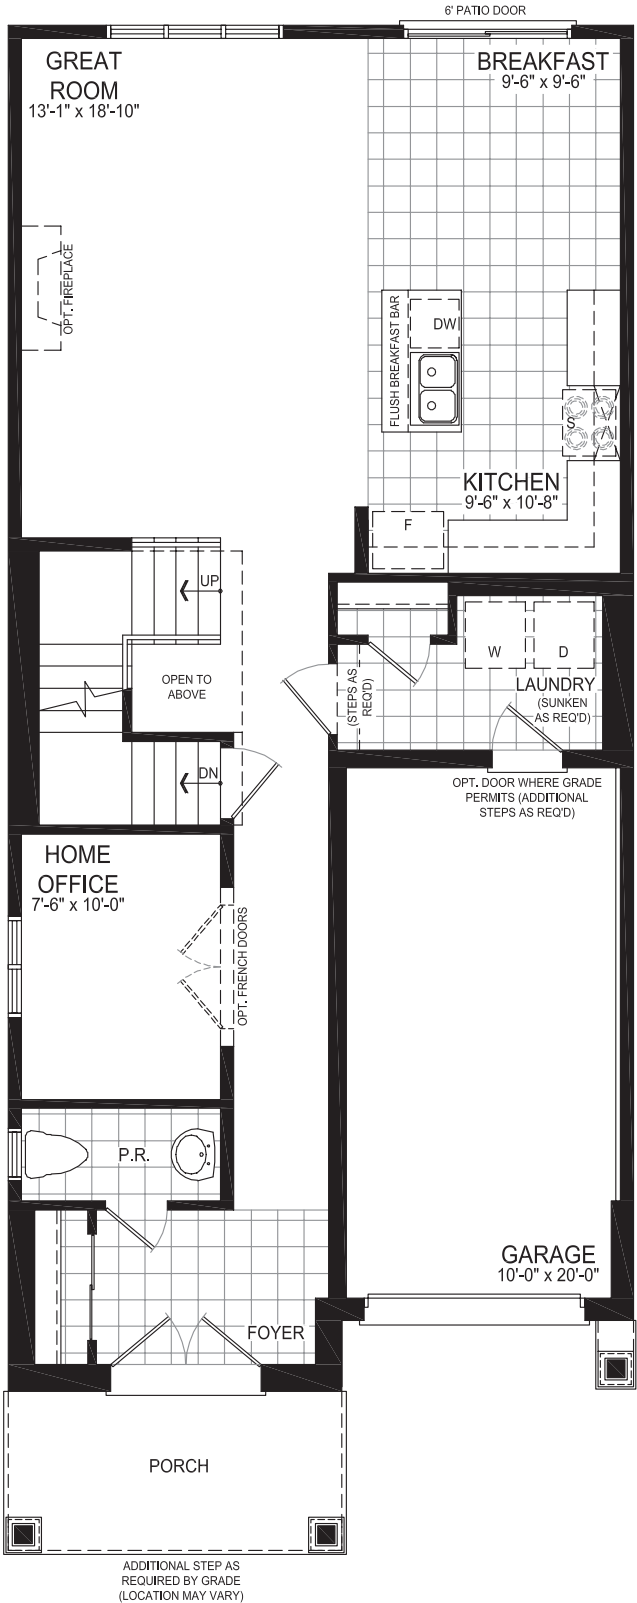 6' PATIO DOOR
GREAT
ROOM
13'-1" x 18'-10"
BREAKFAST
9'-6" x 9'-6"
OPT. FIREPLACE
FLUSH BREAKFAST BAR
DW
S
KITCHEN
9'-6" x 10'-8"
F
UP
OPEN TO
ABOVE
(STEPS AS
REQ'D)
W
D
LAUNDRY
(SUNKEN
AS REQ'D)
DN
OPT. DOOR WHERE GRADE
PERMITS (ADDITIONAL
STEPS AS REQ'D)
HOME
OFFICE
7'-6" x 10'-0"
OPT. FRENCH DOORS
P.R.
GARAGE
10'-0" x 20'-0"
FOYER
PORCH
ADDITIONAL STEP AS
REQUIRED BY GRADE
(LOCATION MAY VARY)